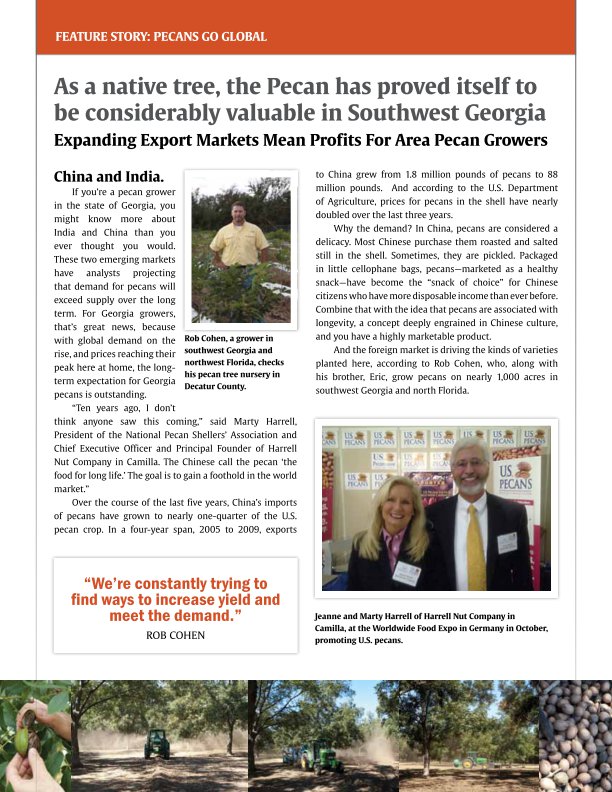 FEATURE STORY: PECANS GO GLOBAL
As a native tree, the Pecan has proved itself to
be considerably valuable in Southwest Georgia
Expanding Export Markets Mean Profits For Area Pecan Growers
China and India.
If you're a pecan grower
in the state of Georgia, you
might know more about
India and China than you
ever thought you would.
These two emerging markets
have analysts projecting
that demand for pecans will
exceed supply over the long
term. For Georgia growers,
that's great news, because
with global demand on the
rise, and prices reaching their
peak here at home, the long-
term expectation for Georgia
pecans is outstanding.
Rob Cohen, a grower in
southwest Georgia and
northwest Florida, checks
his pecan tree nursery in
Decatur County.
"Ten years ago, I don't
think anyone saw this coming," said Marty Harrell,
President of the National Pecan Shellers' Association and
Chief Executive Officer and Principal Founder of Harrell
Nut Company in Camilla. The Chinese call the pecan 'the
food for long life.' The goal is to gain a foothold in the world
market."
Over the course of the last five years, China's imports
of pecans have grown to nearly one-quarter of the U.S.
pecan crop. In a four-year span, 2005 to 2009, exports
"We're constantly trying to
find ways to increase yield and
meet the demand."
ROB COHEN
to China grew from 1.8 million pounds of pecans to 88
million pounds. And according to the U.S. Department
of Agriculture, prices for pecans in the shell have nearly
doubled over the last three years.
Why the demand? In China, pecans are considered a
delicacy. Most Chinese purchase them roasted and salted
still in the shell. Sometimes, they are pickled. Packaged
in little cellophane bags, pecans—marketed as a healthy
snack—have become the "snack of choice" for Chinese
citizens who have more disposable income than ever before.
Combine that with the idea that pecans are associated with
longevity, a concept deeply engrained in Chinese culture,
and you have a highly marketable product.
And the foreign market is driving the kinds of varieties
planted here, according to Rob Cohen, who, along with
his brother, Eric, grow pecans on nearly 1,000 acres in
southwest Georgia and north Florida.
US PECANS
Jeanne and Marty Harrell of Harrell Nut Company in
Camilla, at the Worldwide Food Expo in Germany in October,
promoting U.S. pecans.